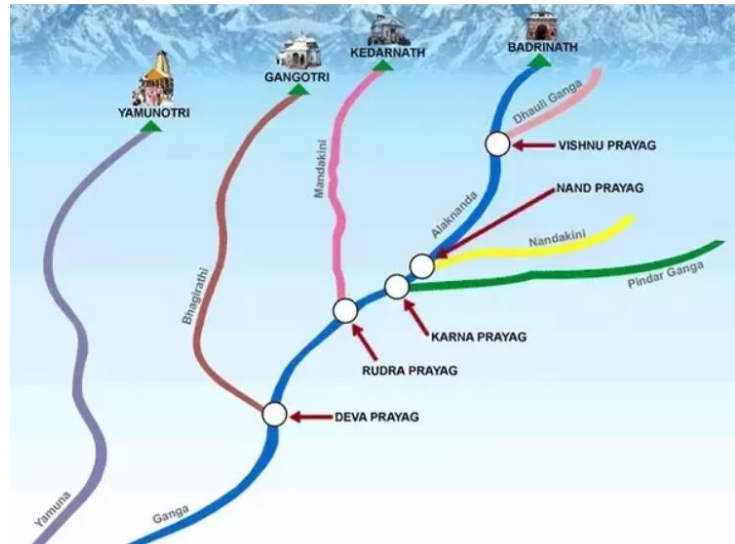 BADRINATH
KEDARNATH
GANGOTRI
YAMUNOTRI
Dhauli Ganga
VISHNU PRAYAG
Mandakini
NAND PRAYAG
Alaknanda
Nandakini
Pindar Ganga
Bhagirathi
KARNA PRAYAG
RUDRA PRAYAG
DEVA PRAYAG
Yamuna
Ganga